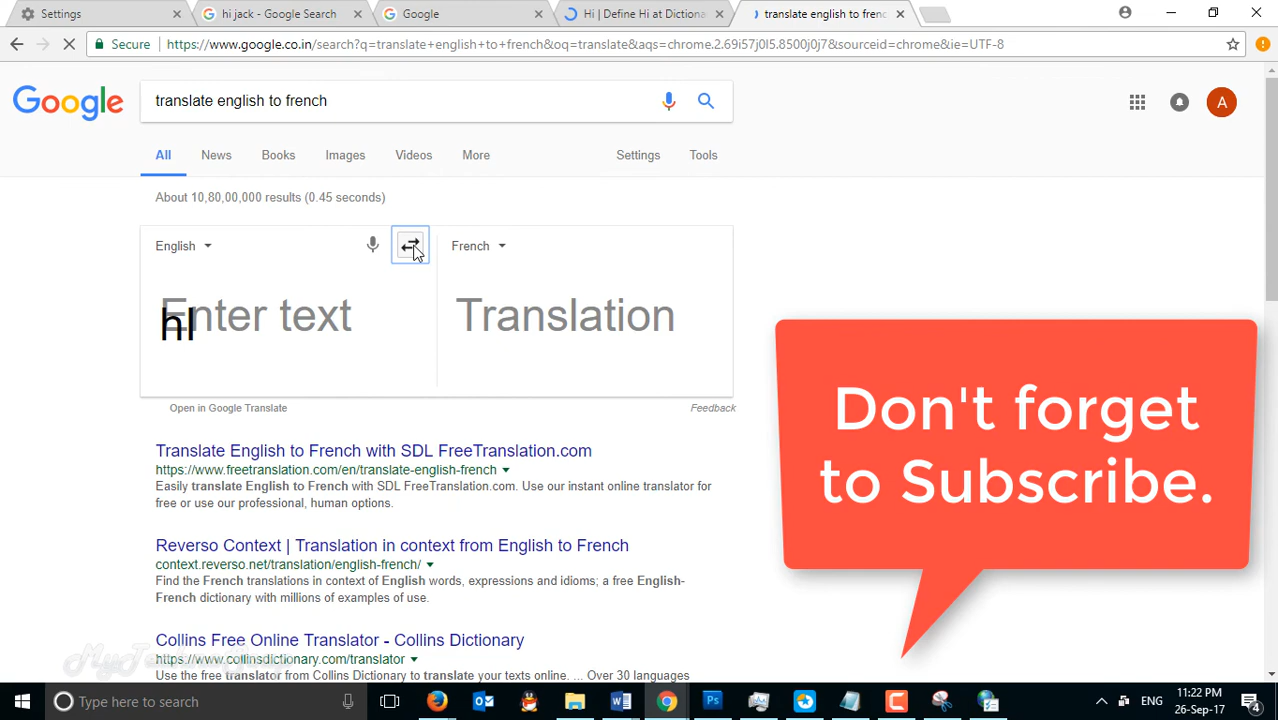 Settings
hi jack - Google Search
Google
Hi | Define Hi at Dictiona
translate english to frenc
Secure
https://www.google.co.in/search?q=translate+english+to+french&oq=translate&aqs=chrome.2.69i57j0l5.8500j0j7&sourceid=chrome&ie=UTF-8
Google
translate english to french
A
All News Books Images Videos More Settings Tools
About 10,80,00,000 results (0.45 seconds)
English
French
Enter text
hI
Translation
Open in Google Translate
Feedback
Translate English to French with SDL FreeTranslation.com
https://www.freetranslation.com/en/translate-english-french
Easily translate English to French with SDL FreeTranslation.com. Use our instant online translator for
free or use our professional, human options.
Reverso Context | Translation in context from English to French
context.reverso.net/translation/english-french/
Find the French translations in context of English words, expressions and idioms; a free English-
French dictionary with millions of examples of use.
Collins Free Online Translator - Collins Dictionary
https://www.collinsdictionary.com/translator
Use the free translator from Collins Dictionary to translate your texts online. ... Over 30 languages
Don't forget
to Subscribe.
Type here to search
ENG
11:22 PM
26-Sep-17
4